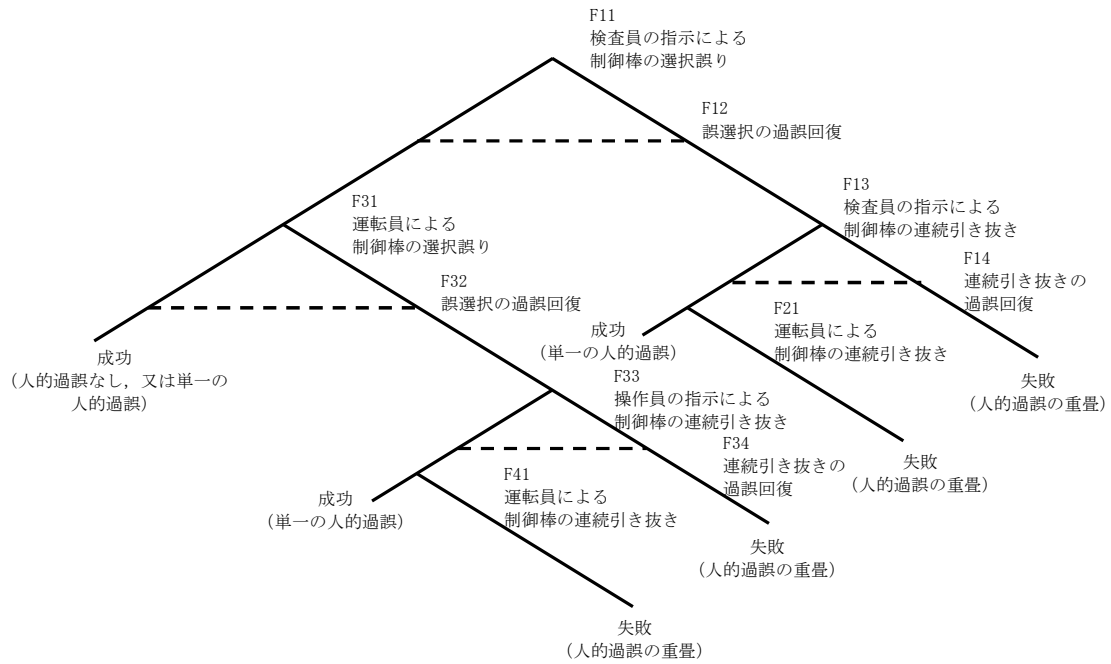 F11
検査員の指示による
制御棒の選択誤り
F12
誤選択の過誤回復
F31
運転員による
制御棒の選択誤り
F13
検査員の指示による
制御棒の連続引き抜き
F32
誤選択の過誤回復
F14
連続引き抜きの
過誤回復
F21
運転員による
制御棒の連続引き抜き
成功
(単一の人的過誤)
成功
(人的過誤なし，又は単一の
人的過誤)
失敗
(人的過誤の重畳)
F33
操作員の指示による
制御棒の連続引き抜き
F34
連続引き抜きの
過誤回復
失敗
(人的過誤の重畳)
F41
運転員による
制御棒の連続引き抜き
成功
(単一の人的過誤)
失敗
(人的過誤の重畳)
失敗
(人的過誤の重畳)